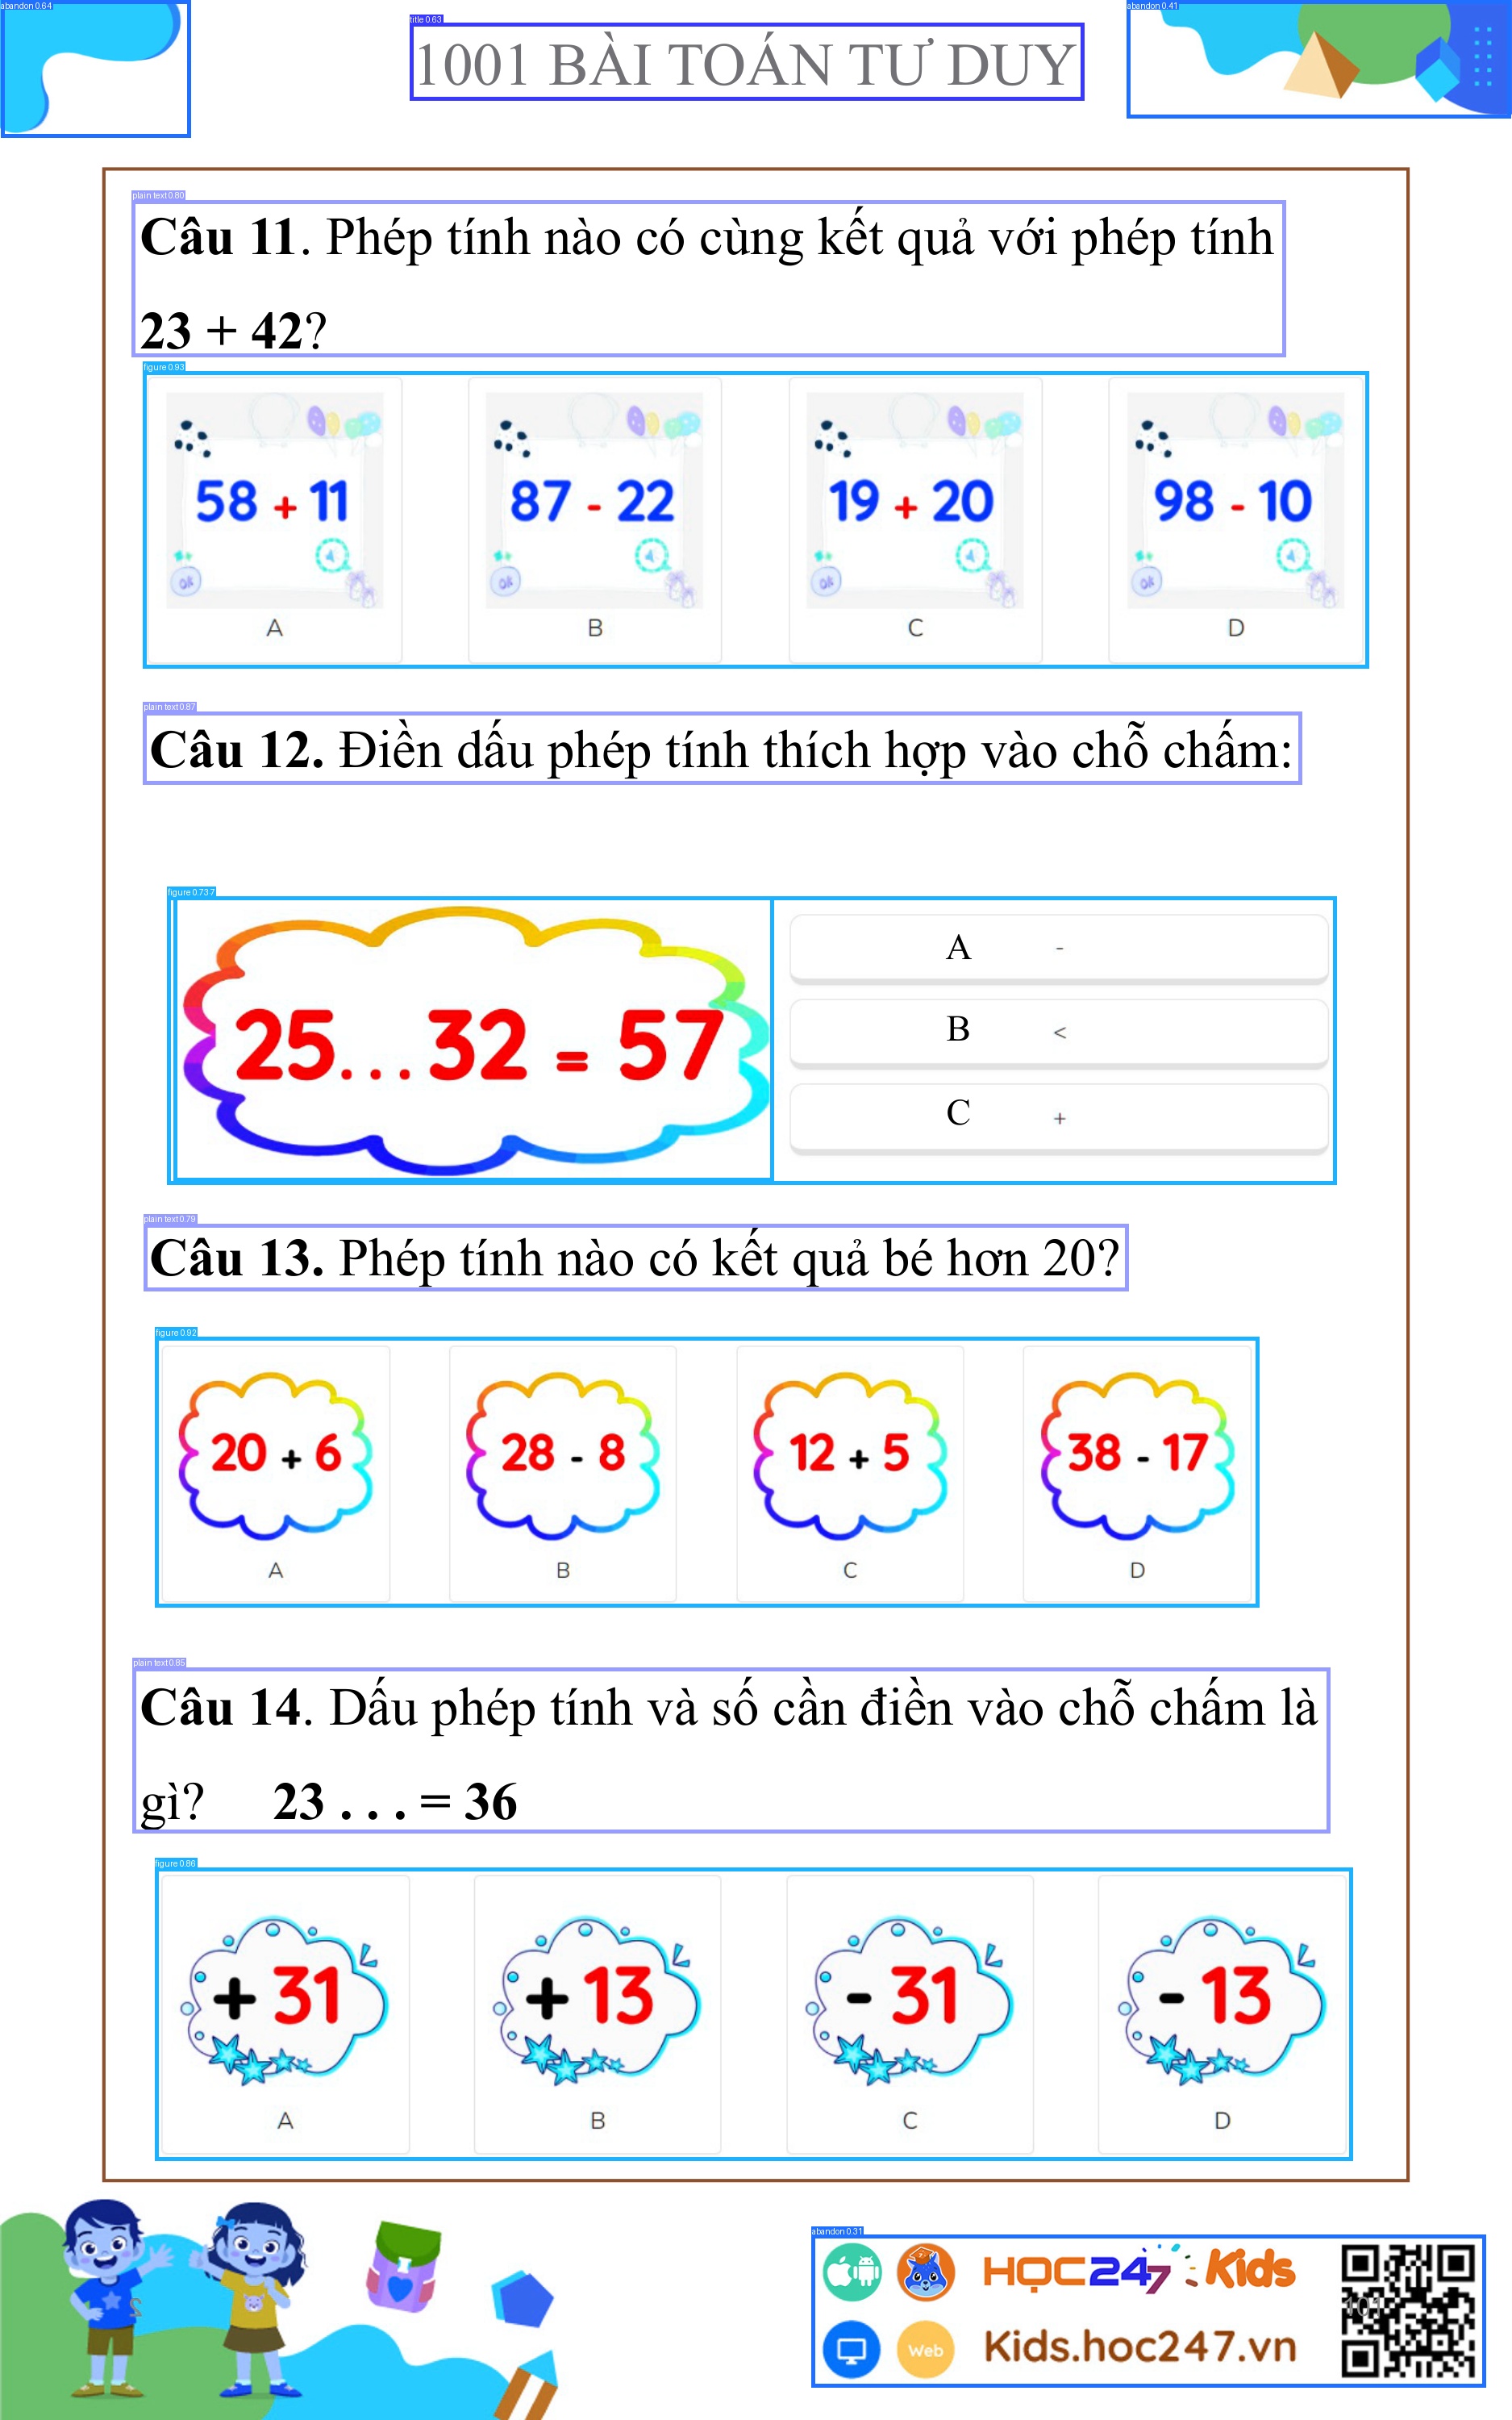 abandon 0.64
title 0.63
abandon 0.41
1001 BÀI TOÁN TƯ DUY
plain text 0.80
Câu 11. Phép tính nào có cùng kết quả với phép tính
23 + 42?
figure 0.93
58 + 11 87 - 22 19 + 20 98 - 10
A B C D
plain text 0.87
Câu 12. Điền dấu phép tính thích hợp vào chỗ chấm:
figure 0.737
25...32 = 57
A -
B <
C +
plain text 0.79
Câu 13. Phép tính nào có kết quả bé hơn 20?
figure 0.92
20 + 6 28 - 8 12 + 5 38 - 17
A B C D
plain text 0.85
Câu 14. Dấu phép tính và số cần điền vào chỗ chấm là
gì? 23 . . . = 36
figure 0.86
+ 31 + 13 - 31 - 13
A B C D
abandon 0.31
HỌC247 Kids
101
Web Kids.hoc247.vn